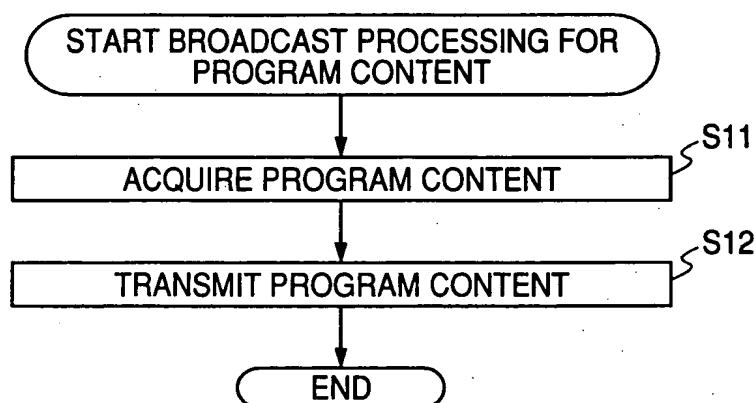 START BROADCAST PROCESSING FOR
PROGRAM CONTENT
S11
ACQUIRE PROGRAM CONTENT
S12
TRANSMIT PROGRAM CONTENT
END